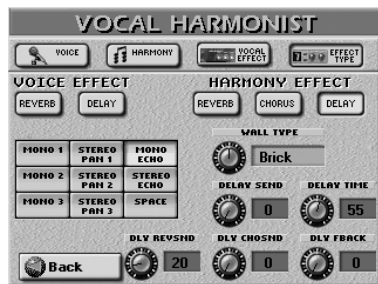 VOCAL HARMONIST
VOICE
HARMONY
VOCAL EFFECT
EFFECT TYPE
VOICE EFFECT
HARMONY EFFECT
REVERB
DELAY
REVERB
CHORUS
DELAY
WALL TYPE
Brick
MONO 1
STEREO PAN 1
MONO ECHO
MONO 2
STEREO PAN 2
STEREO ECHO
MONO 3
STEREO PAN 3
SPACE
DELAY SEND
DELAY TIME
0
55
DLY REVSND
DLY CHOSND
DLY FBACK
Back
20
0
0